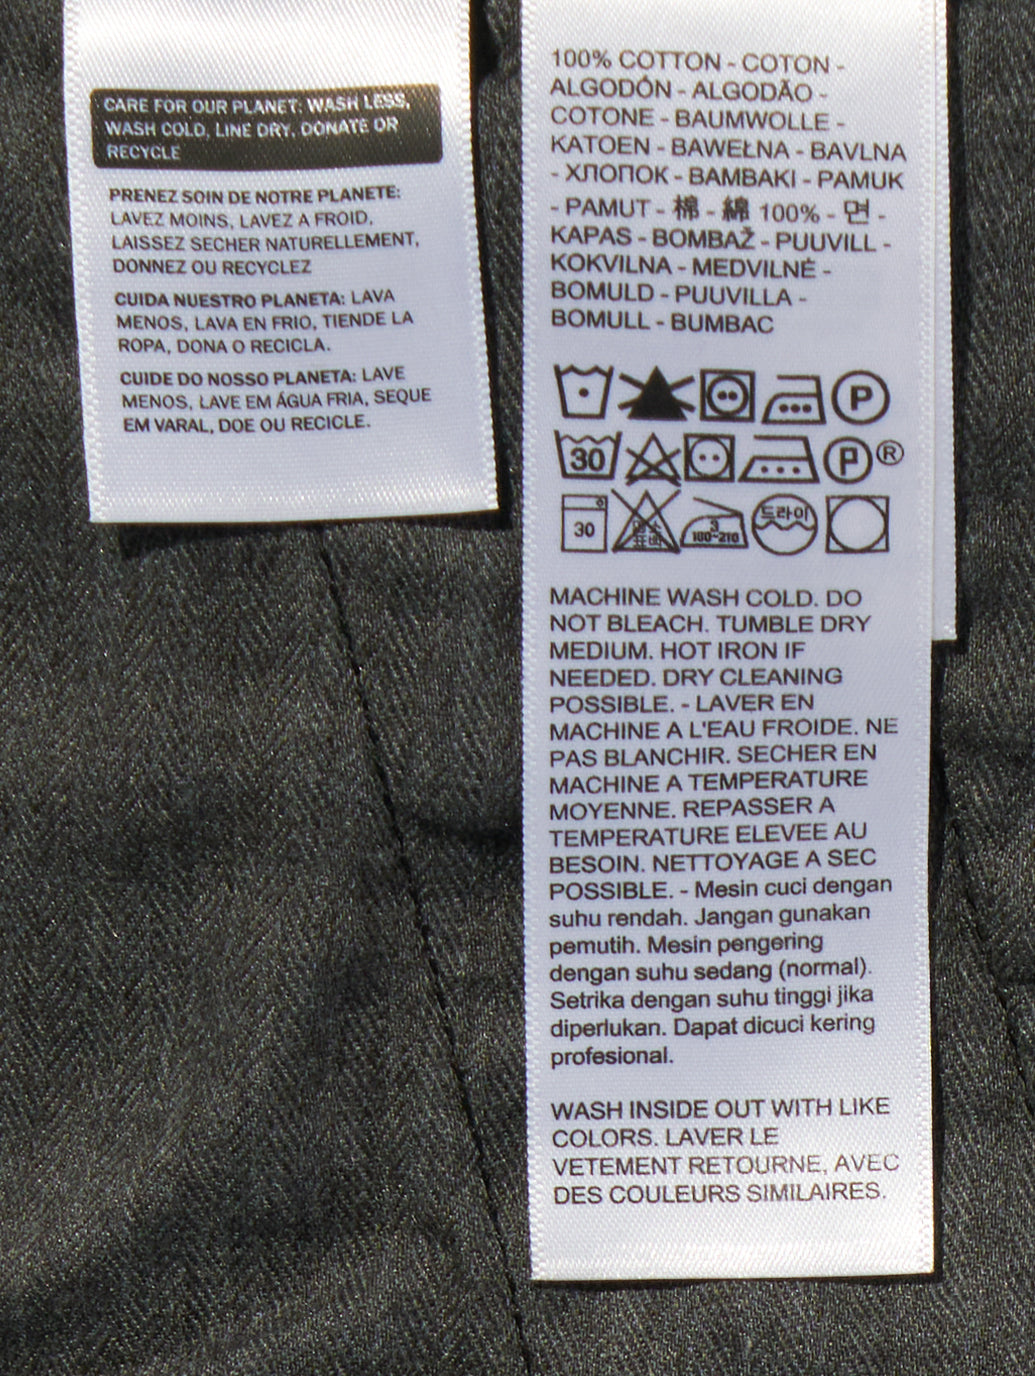 CARE FOR OUR PLANET: WASH LESS,
WASH COLD, LINE DRY, DONATE OR
RECYCLE
PRENEZ SOIN DE NOTRE PLANETE:
LAVEZ MOINS, LAVEZ A FROID,
LAISSEZ SECHER NATURELLEMENT,
DONNEZ OU RECYCLEZ
CUIDA NUESTRO PLANETA: LAVA
MENOS, LAVA EN FRIO, TIENDE LA
ROPA, DONA O RECICLA.
CUIDE DO NOSSO PLANETA: LAVE
MENOS, LAVE EM ÁGUA FRIA, SEQUE
EM VARAL, DOE OU RECICLE.
100% COTTON - COTON -
ALGODÓN - ALGODÃO -
COTONE - BAUMWOLLE -
KATOEN - BAWEŁNA - BAVLNA
- ХЛОПОК - BAMBAKI - PAMUK
- PAMUT - 棉 - 綿 100% - 면 -
KAPAS - BOMBAŽ - PUUVILL -
KOKVILNA - MEDVILNĖ -
BOMULD - PUUVILLA -
BOMULL - BUMBAC
P
30 P ®
30 3 100~210 드라이
MACHINE WASH COLD. DO
NOT BLEACH. TUMBLE DRY
MEDIUM. HOT IRON IF
NEEDED. DRY CLEANING
POSSIBLE. - LAVER EN
MACHINE A L'EAU FROIDE. NE
PAS BLANCHIR. SECHER EN
MACHINE A TEMPERATURE
MOYENNE. REPASSER A
TEMPERATURE ELEVEE AU
BESOIN. NETTOYAGE A SEC
POSSIBLE. - Mesin cuci dengan
suhu rendah. Jangan gunakan
pemutih. Mesin pengering
dengan suhu sedang (normal).
Setrika dengan suhu tinggi jika
diperlukan. Dapat dicuci kering
profesional.
WASH INSIDE OUT WITH LIKE
COLORS. LAVER LE
VETEMENT RETOURNE, AVEC
DES COULEURS SIMILAIRES.